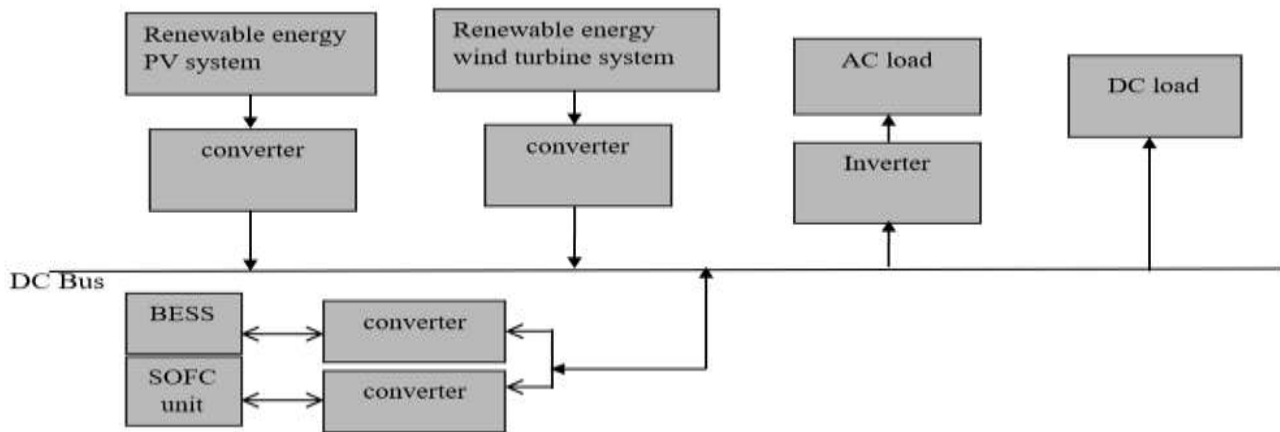 Renewable energy
PV system
Renewable energy
wind turbine system
AC load
DC load
converter
converter
Inverter
DC Bus
BESS
converter
SOFC
unit
converter